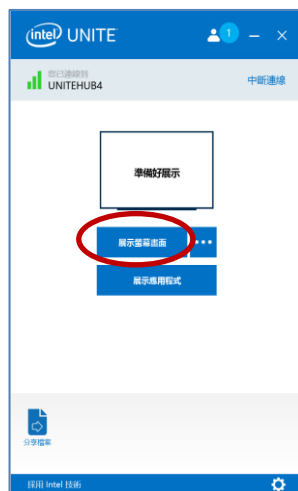 intel UNITE
1
您已連線到
UNITEHUB4
中斷連線
準備好展示
展示螢幕畫面
展示應用程式
分享檔案
採用 Intel 技術